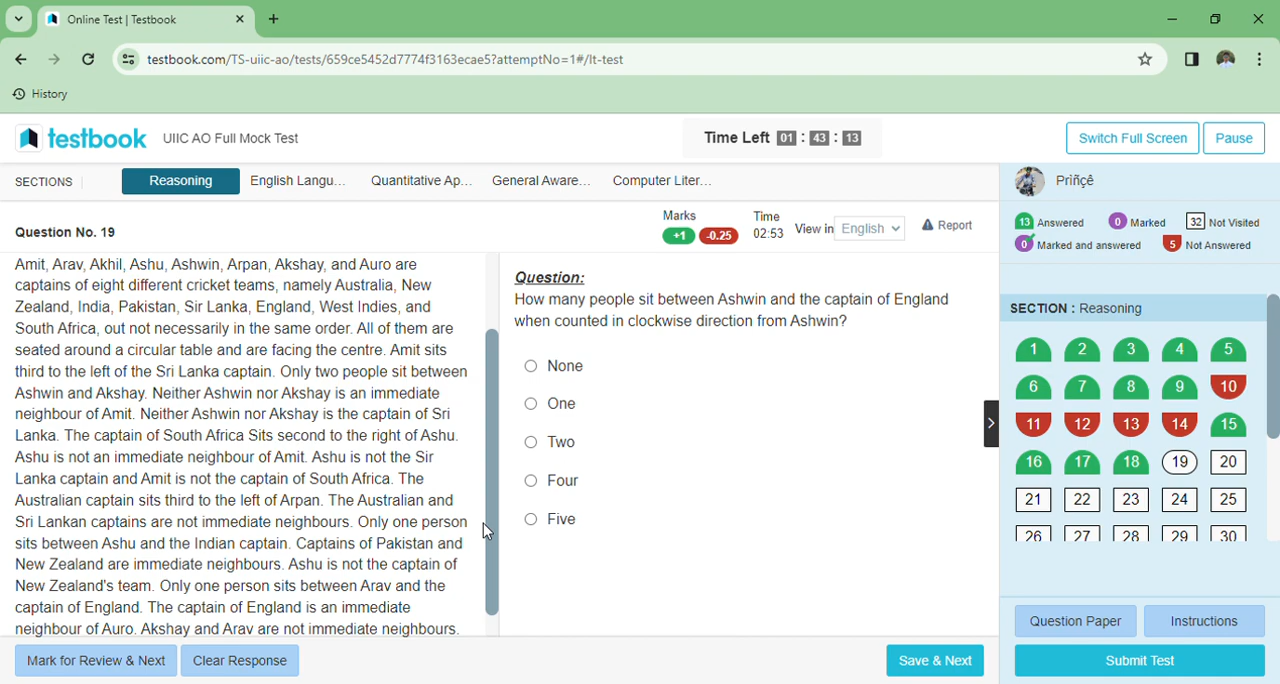 Online Test | Testbook
testbook.com/TS-uiic-ao/tests/659ce5452d7774f3163ecae5?attemptNo=1#/lt-test
History
testbook UIIC AO Full Mock Test Time Left 01 : 43 : 13 Switch Full Screen Pause
SECTIONS Reasoning English Langu... Quantitative Ap... General Aware... Computer Liter... Prìñçê
Question No. 19 Marks +1 -0.25 Time 02:53 View in English Report
13 Answered 0 Marked 32 Not Visited
0 Marked and answered 5 Not Answered
Amit, Arav, Akhil, Ashu, Ashwin, Arpan, Akshay, and Auro are
captains of eight different cricket teams, namely Australia, New
Zealand, India, Pakistan, Sir Lanka, England, West Indies, and
South Africa, out not necessarily in the same order. All of them are
seated around a circular table and are facing the centre. Amit sits
third to the left of the Sri Lanka captain. Only two people sit between
Ashwin and Akshay. Neither Ashwin nor Akshay is an immediate
neighbour of Amit. Neither Ashwin nor Akshay is the captain of Sri
Lanka. The captain of South Africa Sits second to the right of Ashu.
Ashu is not an immediate neighbour of Amit. Ashu is not the Sir
Lanka captain and Amit is not the captain of South Africa. The
Australian captain sits third to the left of Arpan. The Australian and
Sri Lankan captains are not immediate neighbours. Only one person
sits between Ashu and the Indian captain. Captains of Pakistan and
New Zealand are immediate neighbours. Ashu is not the captain of
New Zealand's team. Only one person sits between Arav and the
captain of England. The captain of England is an immediate
neighbour of Auro. Akshay and Arav are not immediate neighbours.
Question:
How many people sit between Ashwin and the captain of England
when counted in clockwise direction from Ashwin?
None
One
Two
Four
Five
SECTION : Reasoning
1 2 3 4 5
6 7 8 9 10
11 12 13 14 15
16 17 18 19 20
21 22 23 24 25
26 27 28 29 30
Question Paper Instructions
Mark for Review & Next Clear Response Save & Next Submit Test